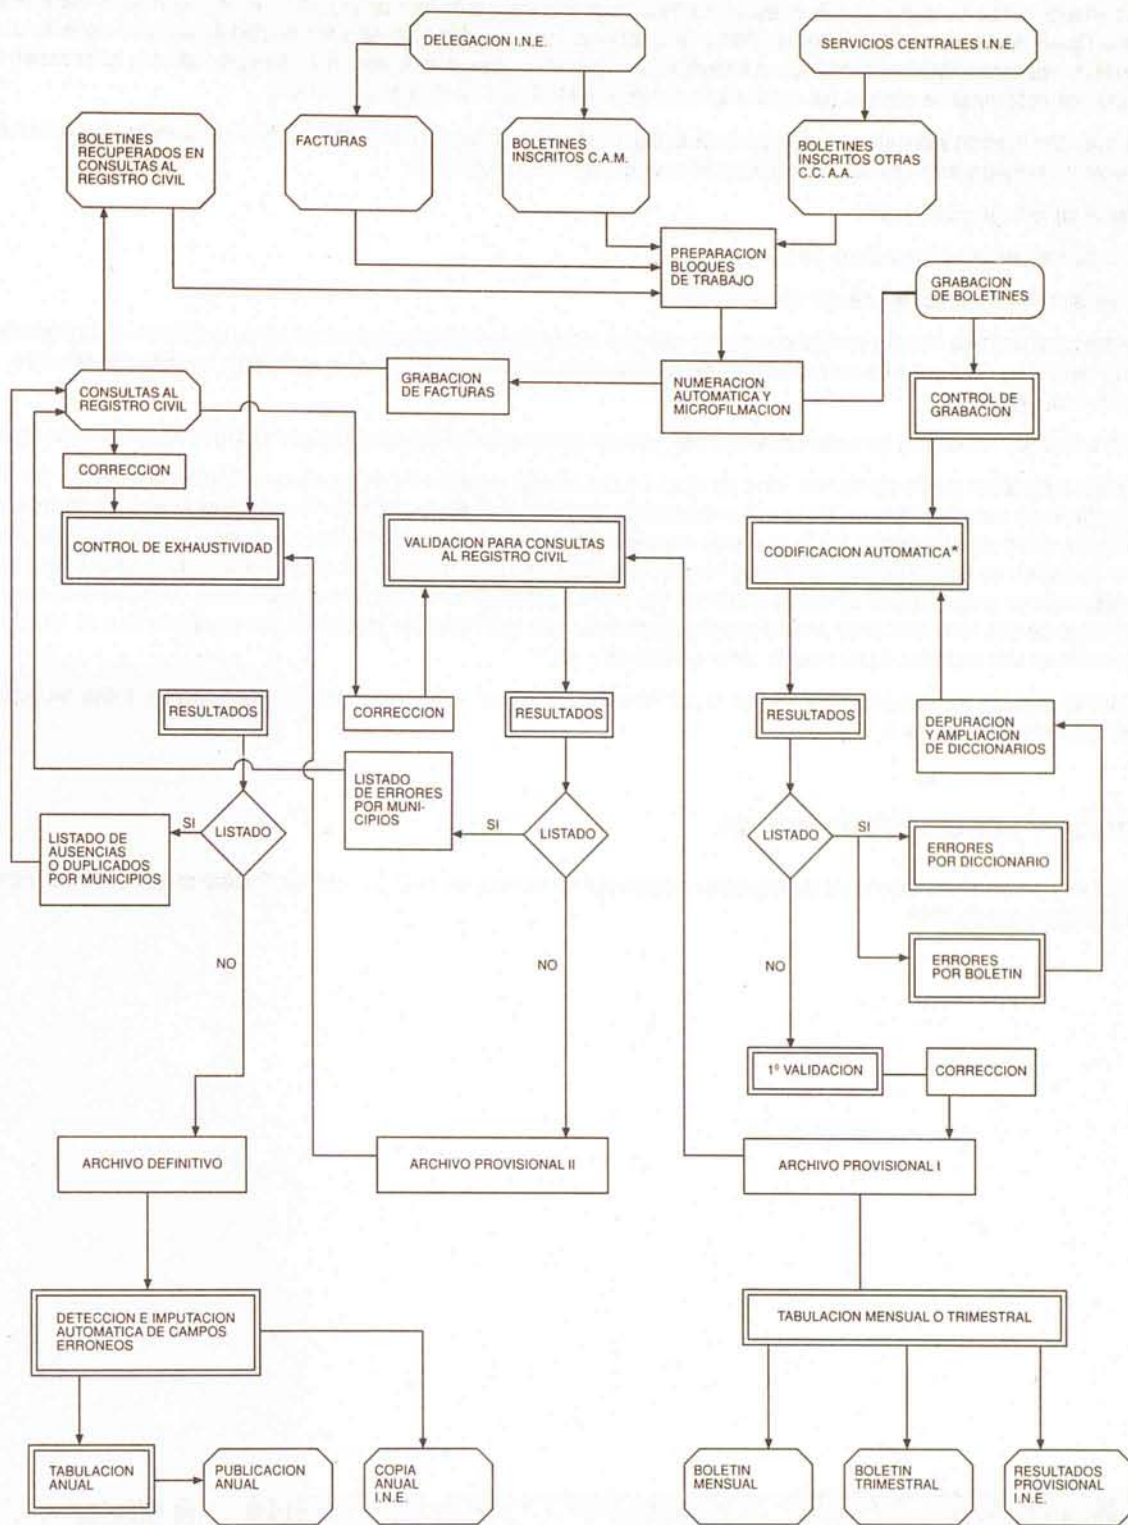 DELEGACION I.N.E.
SERVICIOS CENTRALES I.N.E.
BOLETINES
RECUPERADOS EN
CONSULTAS AL
REGISTRO CIVIL
FACTURAS
BOLETINES
INSCRITOS C.A.M.
BOLETINES
INSCRITOS OTRAS
C.C. A.A.
PREPARACION
BLOQUES
DE TRABAJO
GRABACION
DE BOLETINES
CONSULTAS AL
REGISTRO CIVIL
GRABACION
DE FACTURAS
NUMERACION
AUTOMATICA Y
MICROFILMACION
CONTROL DE
GRABACION
CORRECCION
CONTROL DE EXHAUSTIVIDAD
VALIDACION PARA CONSULTAS
AL REGISTRO CIVIL
CODIFICACION AUTOMATICA*
RESULTADOS
CORRECCION
RESULTADOS
RESULTADOS
DEPURACION
Y AMPLIACION
DE DICCIONARIOS
LISTADO
DE ERRORES
POR MUNI-
CIPIOS
LISTADO DE
AUSENCIAS
O DUPLICADOS
POR MUNICIPIOS
SI
LISTADO
SI
LISTADO
LISTADO
SI
ERRORES
POR DICCIONARIO
NO
NO
NO
ERRORES
POR BOLETIN
1º VALIDACION
CORRECCION
ARCHIVO DEFINITIVO
ARCHIVO PROVISIONAL II
ARCHIVO PROVISIONAL I
DETECCION E IMPUTACION
AUTOMATICA DE CAMPOS
ERRONEOS
TABULACION MENSUAL O TRIMESTRAL
TABULACION
ANUAL
PUBLICACION
ANUAL
COPIA
ANUAL
I.N.E.
BOLETIN
MENSUAL
BOLETIN
TRIMESTRAL
RESULTADOS
PROVISIONAL
I.N.E.